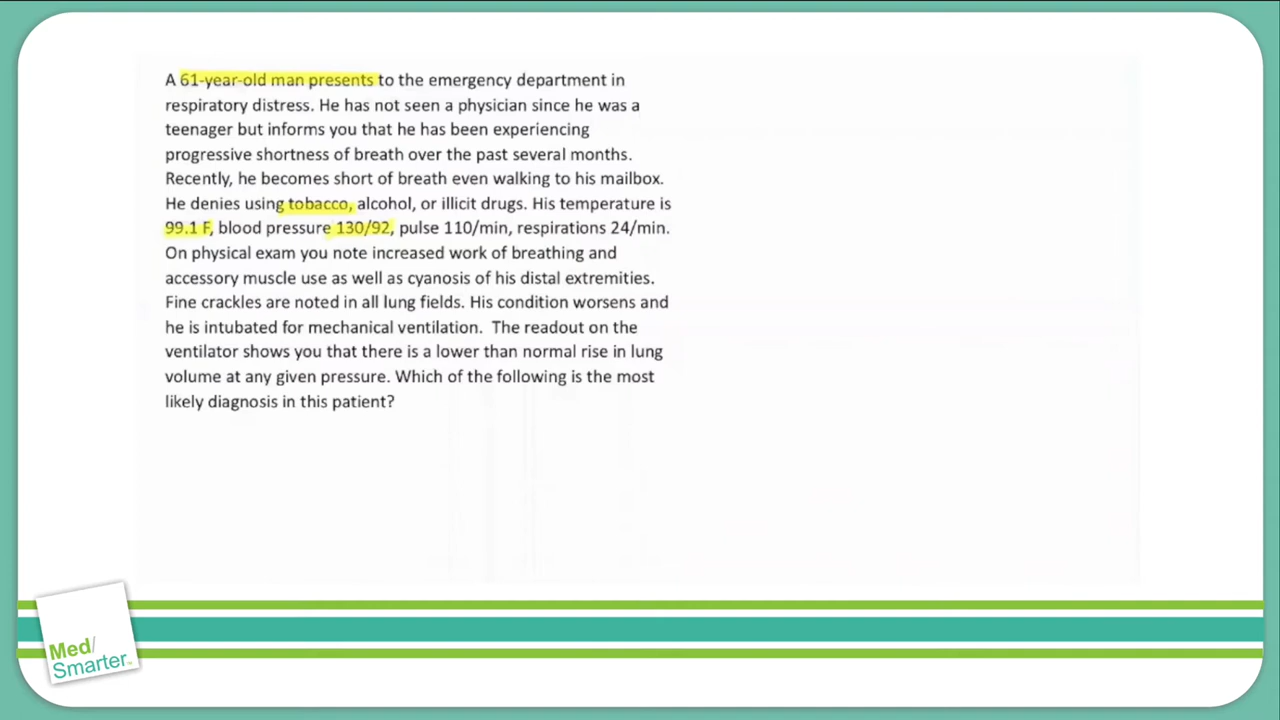 A 61-year-old man presents to the emergency department in
respiratory distress. He has not seen a physician since he was a
teenager but informs you that he has been experiencing
progressive shortness of breath over the past several months.
Recently, he becomes short of breath even walking to his mailbox.
He denies using tobacco, alcohol, or illicit drugs. His temperature is
99.1 F, blood pressure 130/92, pulse 110/min, respirations 24/min.
On physical exam you note increased work of breathing and
accessory muscle use as well as cyanosis of his distal extremities.
Fine crackles are noted in all lung fields. His condition worsens and
he is intubated for mechanical ventilation. The readout on the
ventilator shows you that there is a lower than normal rise in lung
volume at any given pressure. Which of the following is the most
likely diagnosis in this patient?
Med/
Smarter